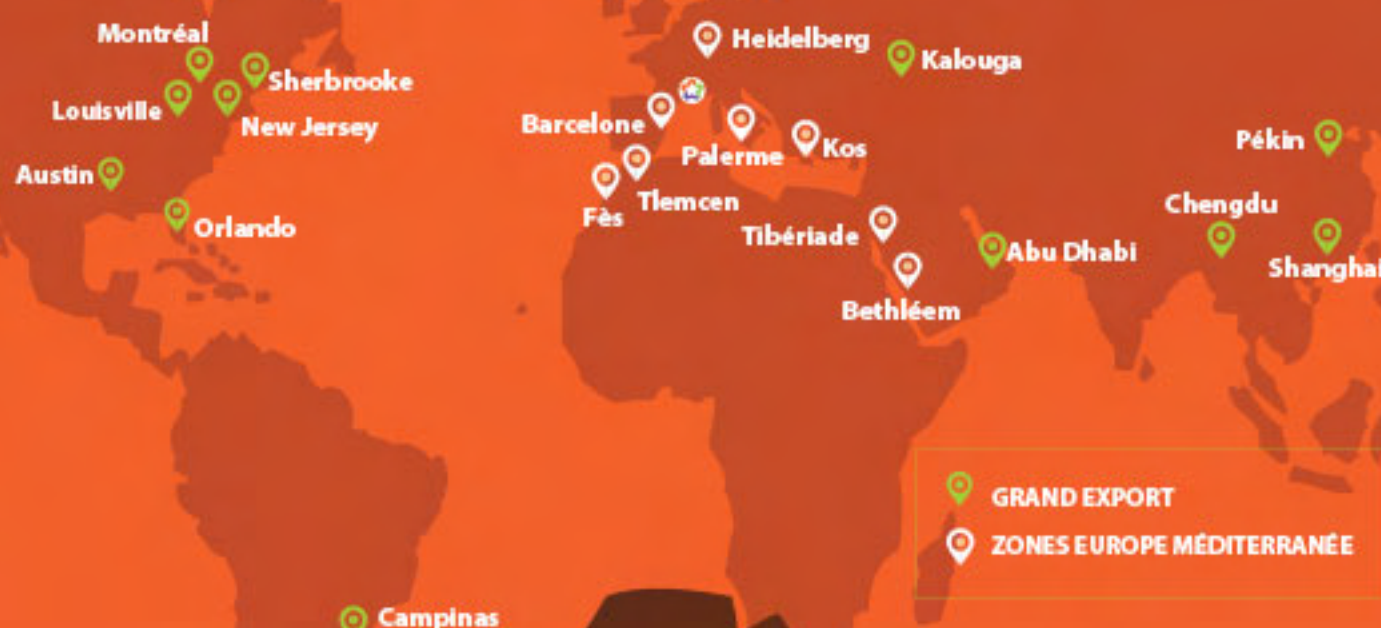 Montréal
Sherbrooke
Louisville
New Jersey
Austin
Orlando
Heidelberg
Kalouga
Barcelone
Palerme
Kos
Tlemcen
Fès
Tibériade
Bethléem
Abu Dhabi
Pékin
Chengdu
Shanghai
GRAND EXPORT
ZONES EUROPE MÉDITERRANÉE
Campinas